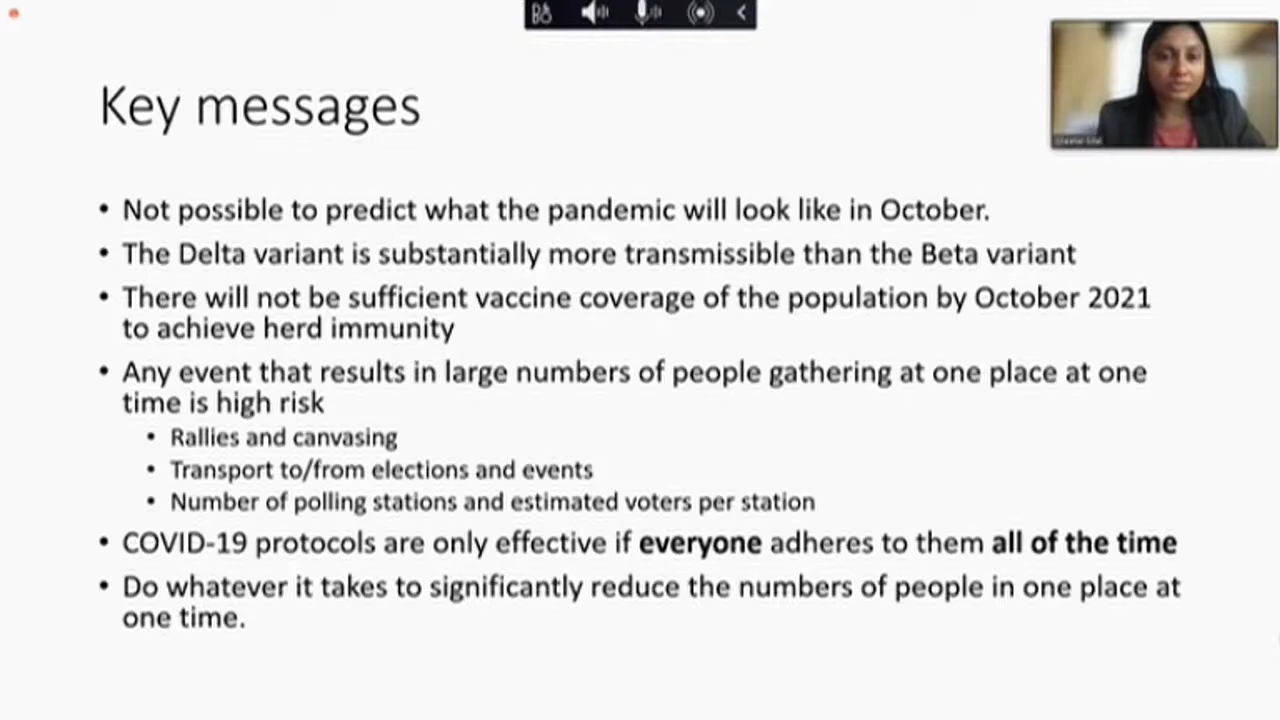 Key messages
• Not possible to predict what the pandemic will look like in October.
• The Delta variant is substantially more transmissible than the Beta variant
• There will not be sufficient vaccine coverage of the population by October 2021
to achieve herd immunity
• Any event that results in large numbers of people gathering at one place at one
time is high risk
• Rallies and canvasing
• Transport to/from elections and events
• Number of polling stations and estimated voters per station
• COVID-19 protocols are only effective if everyone adheres to them all of the time
• Do whatever it takes to significantly reduce the numbers of people in one place at
one time.